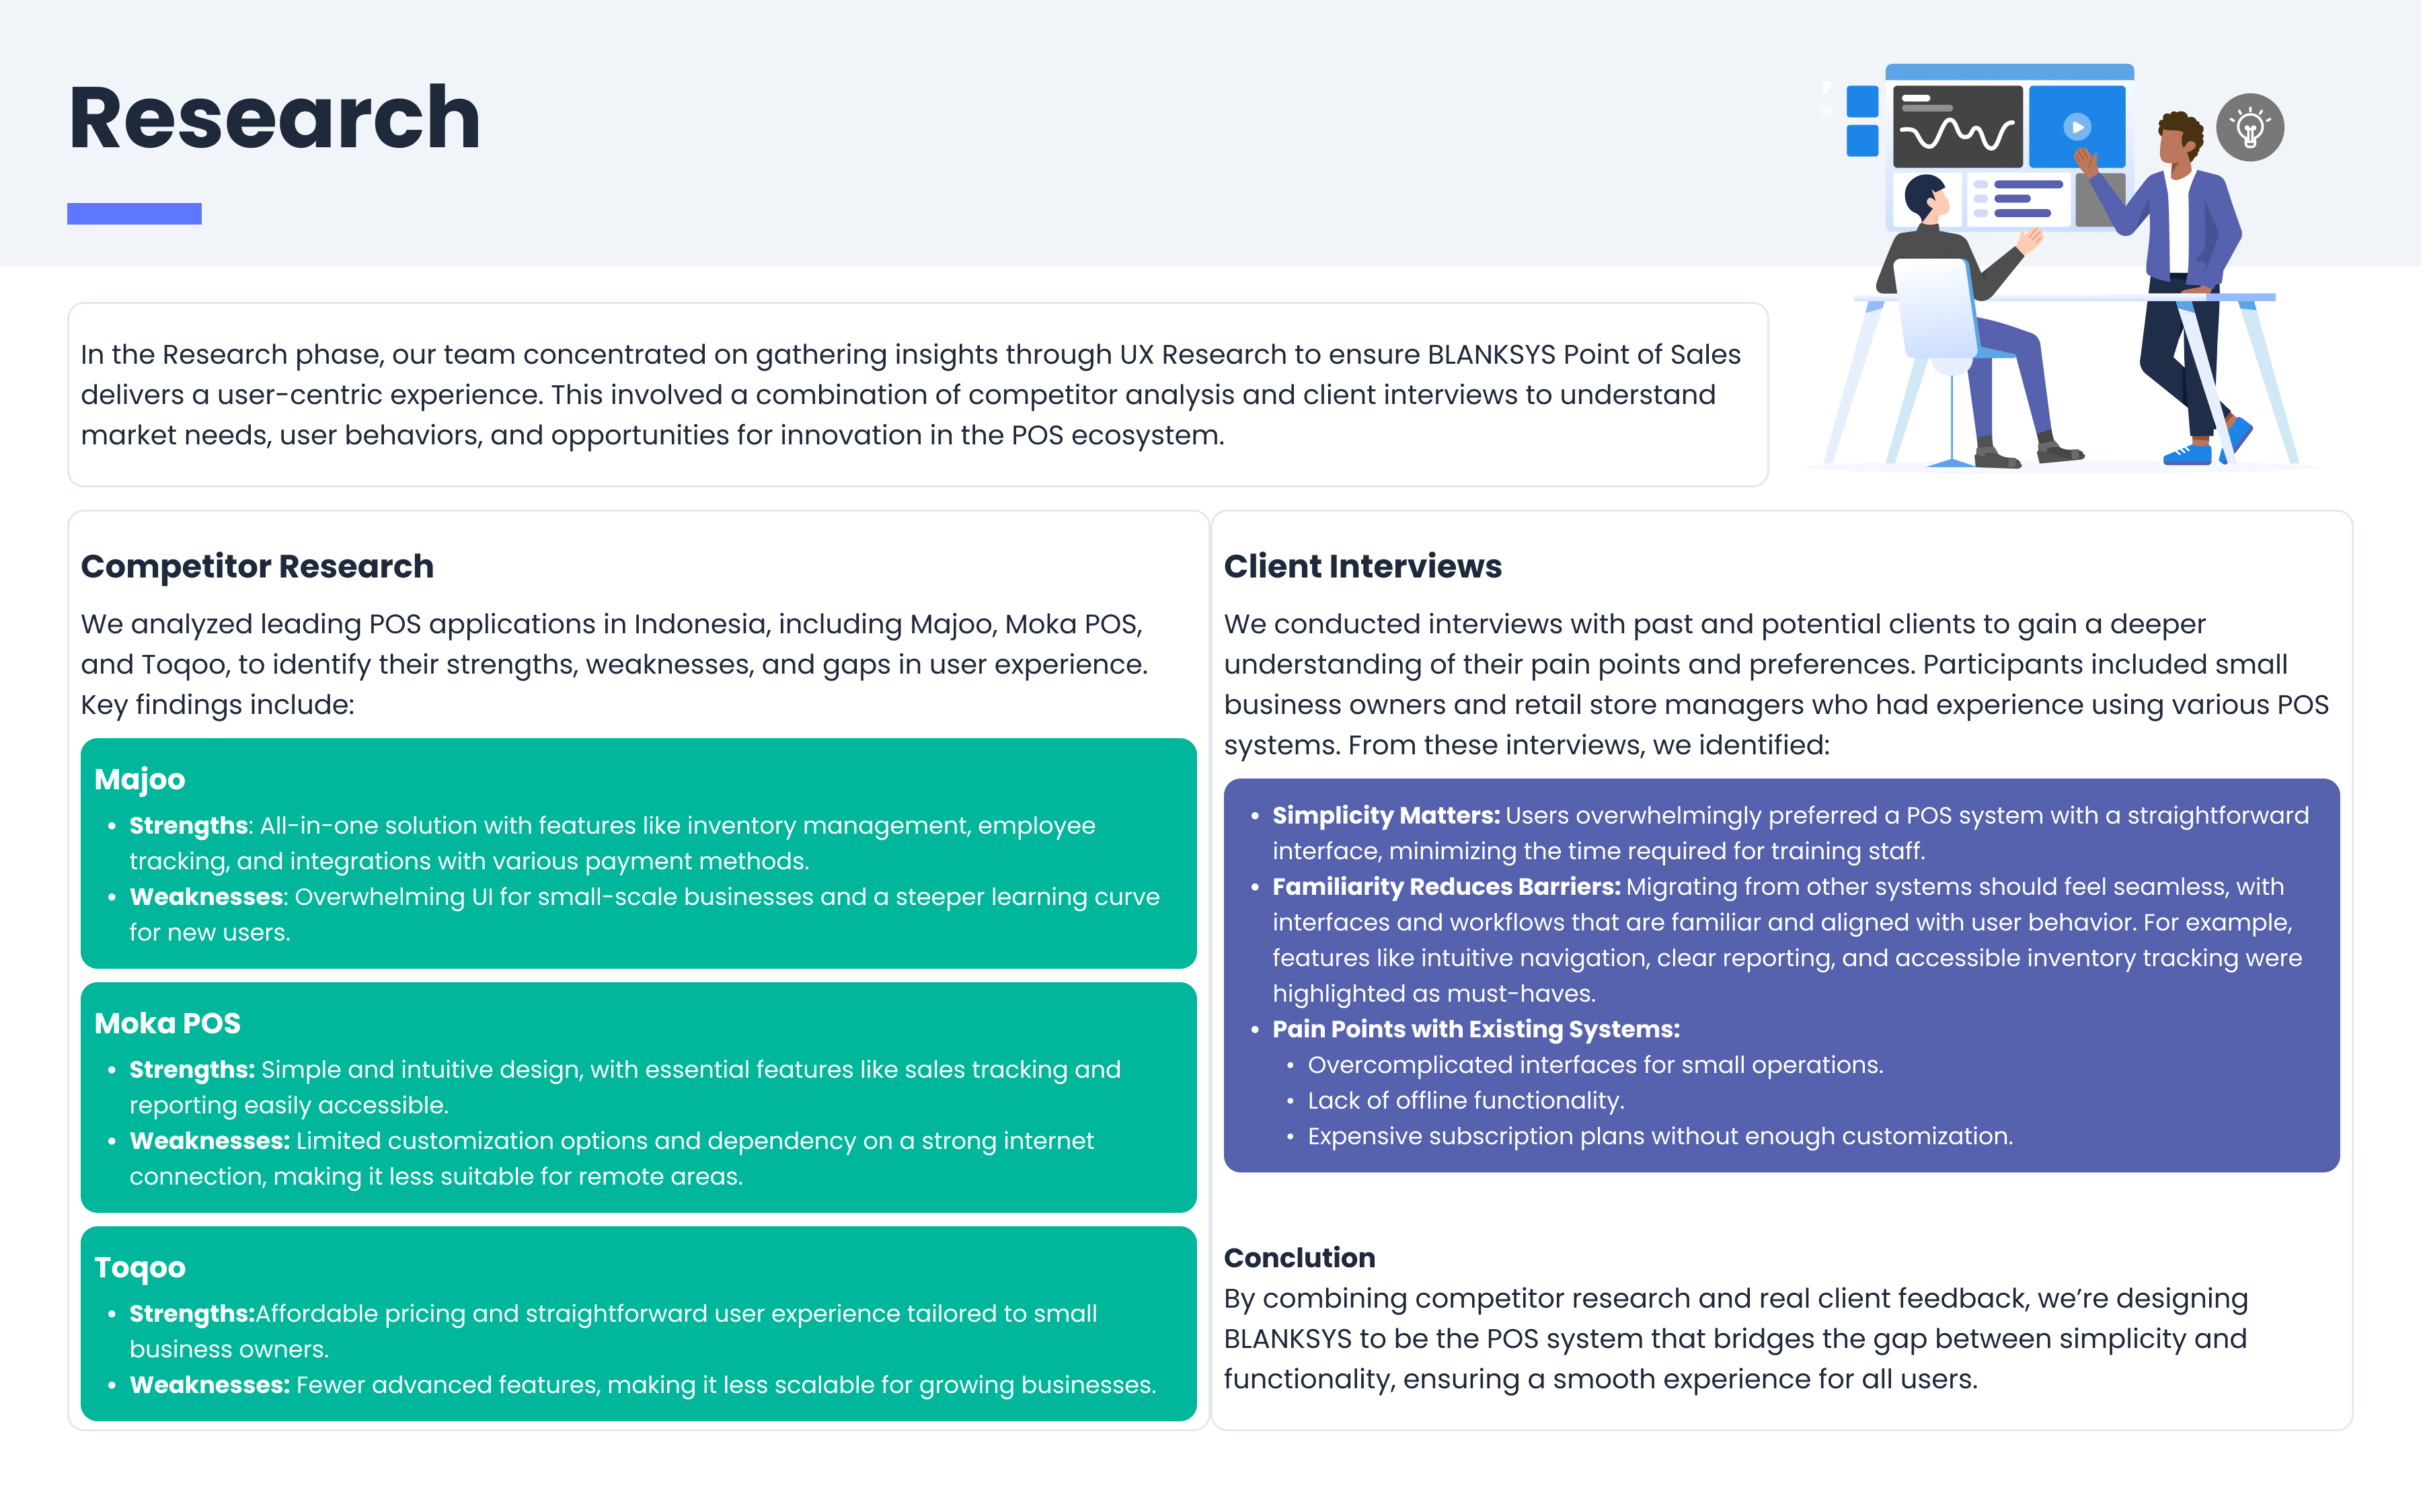 Research
In the Research phase, our team concentrated on gathering insights through UX Research to ensure BLANKSYS Point of Sales
delivers a user-centric experience. This involved a combination of competitor analysis and client interviews to understand
market needs, user behaviors, and opportunities for innovation in the POS ecosystem.
Competitor Research
We analyzed leading POS applications in Indonesia, including Majoo, Moka POS,
and Toqoo, to identify their strengths, weaknesses, and gaps in user experience.
Key findings include:
Majoo
• Strengths: All-in-one solution with features like inventory management, employee
tracking, and integrations with various payment methods.
• Weaknesses: Overwhelming UI for small-scale businesses and a steeper learning curve
for new users.
Moka POS
• Strengths: Simple and intuitive design, with essential features like sales tracking and
reporting easily accessible.
• Weaknesses: Limited customization options and dependency on a strong internet
connection, making it less suitable for remote areas.
Toqoo
• Strengths:Affordable pricing and straightforward user experience tailored to small
business owners.
• Weaknesses: Fewer advanced features, making it less scalable for growing businesses.
Client Interviews
We conducted interviews with past and potential clients to gain a deeper
understanding of their pain points and preferences. Participants included small
business owners and retail store managers who had experience using various POS
systems. From these interviews, we identified:
• Simplicity Matters: Users overwhelmingly preferred a POS system with a straightforward
interface, minimizing the time required for training staff.
• Familiarity Reduces Barriers: Migrating from other systems should feel seamless, with
interfaces and workflows that are familiar and aligned with user behavior. For example,
features like intuitive navigation, clear reporting, and accessible inventory tracking were
highlighted as must-haves.
• Pain Points with Existing Systems:
• Overcomplicated interfaces for small operations.
• Lack of offline functionality.
• Expensive subscription plans without enough customization.
Conclution
By combining competitor research and real client feedback, we’re designing
BLANKSYS to be the POS system that bridges the gap between simplicity and
functionality, ensuring a smooth experience for all users.